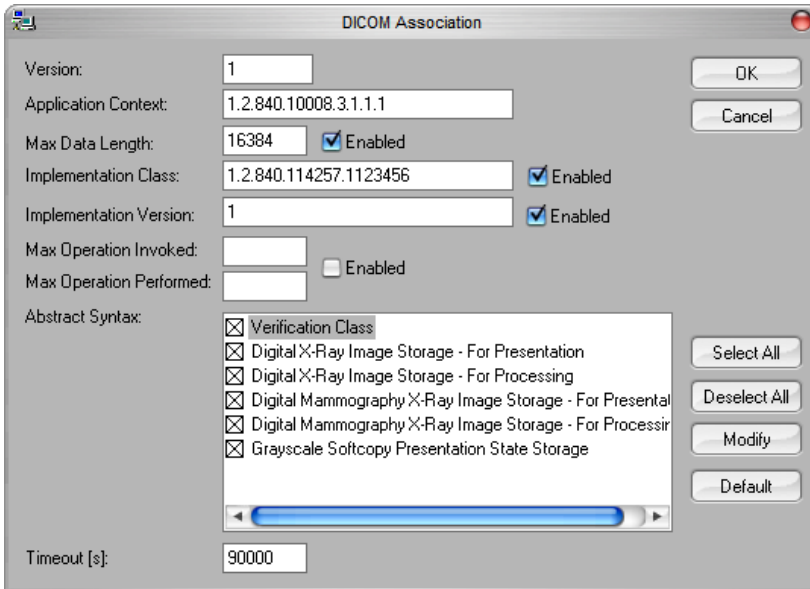 DICOM Association
Version: 1
OK
Application Context: 1.2.840.10008.3.1.1.1
Cancel
Max Data Length: 16384 Enabled
Implementation Class: 1.2.840.114257.1123456 Enabled
Implementation Version: 1 Enabled
Max Operation Invoked:
Enabled
Max Operation Performed:
Abstract Syntax:
Verification Class
Digital X-Ray Image Storage - For Presentation
Digital X-Ray Image Storage - For Processing
Digital Mammography X-Ray Image Storage - For Presental
Digital Mammography X-Ray Image Storage - For Processir
Grayscale Softcopy Presentation State Storage
Select All
Deselect All
Modify
Default
Timeout [s]: 90000